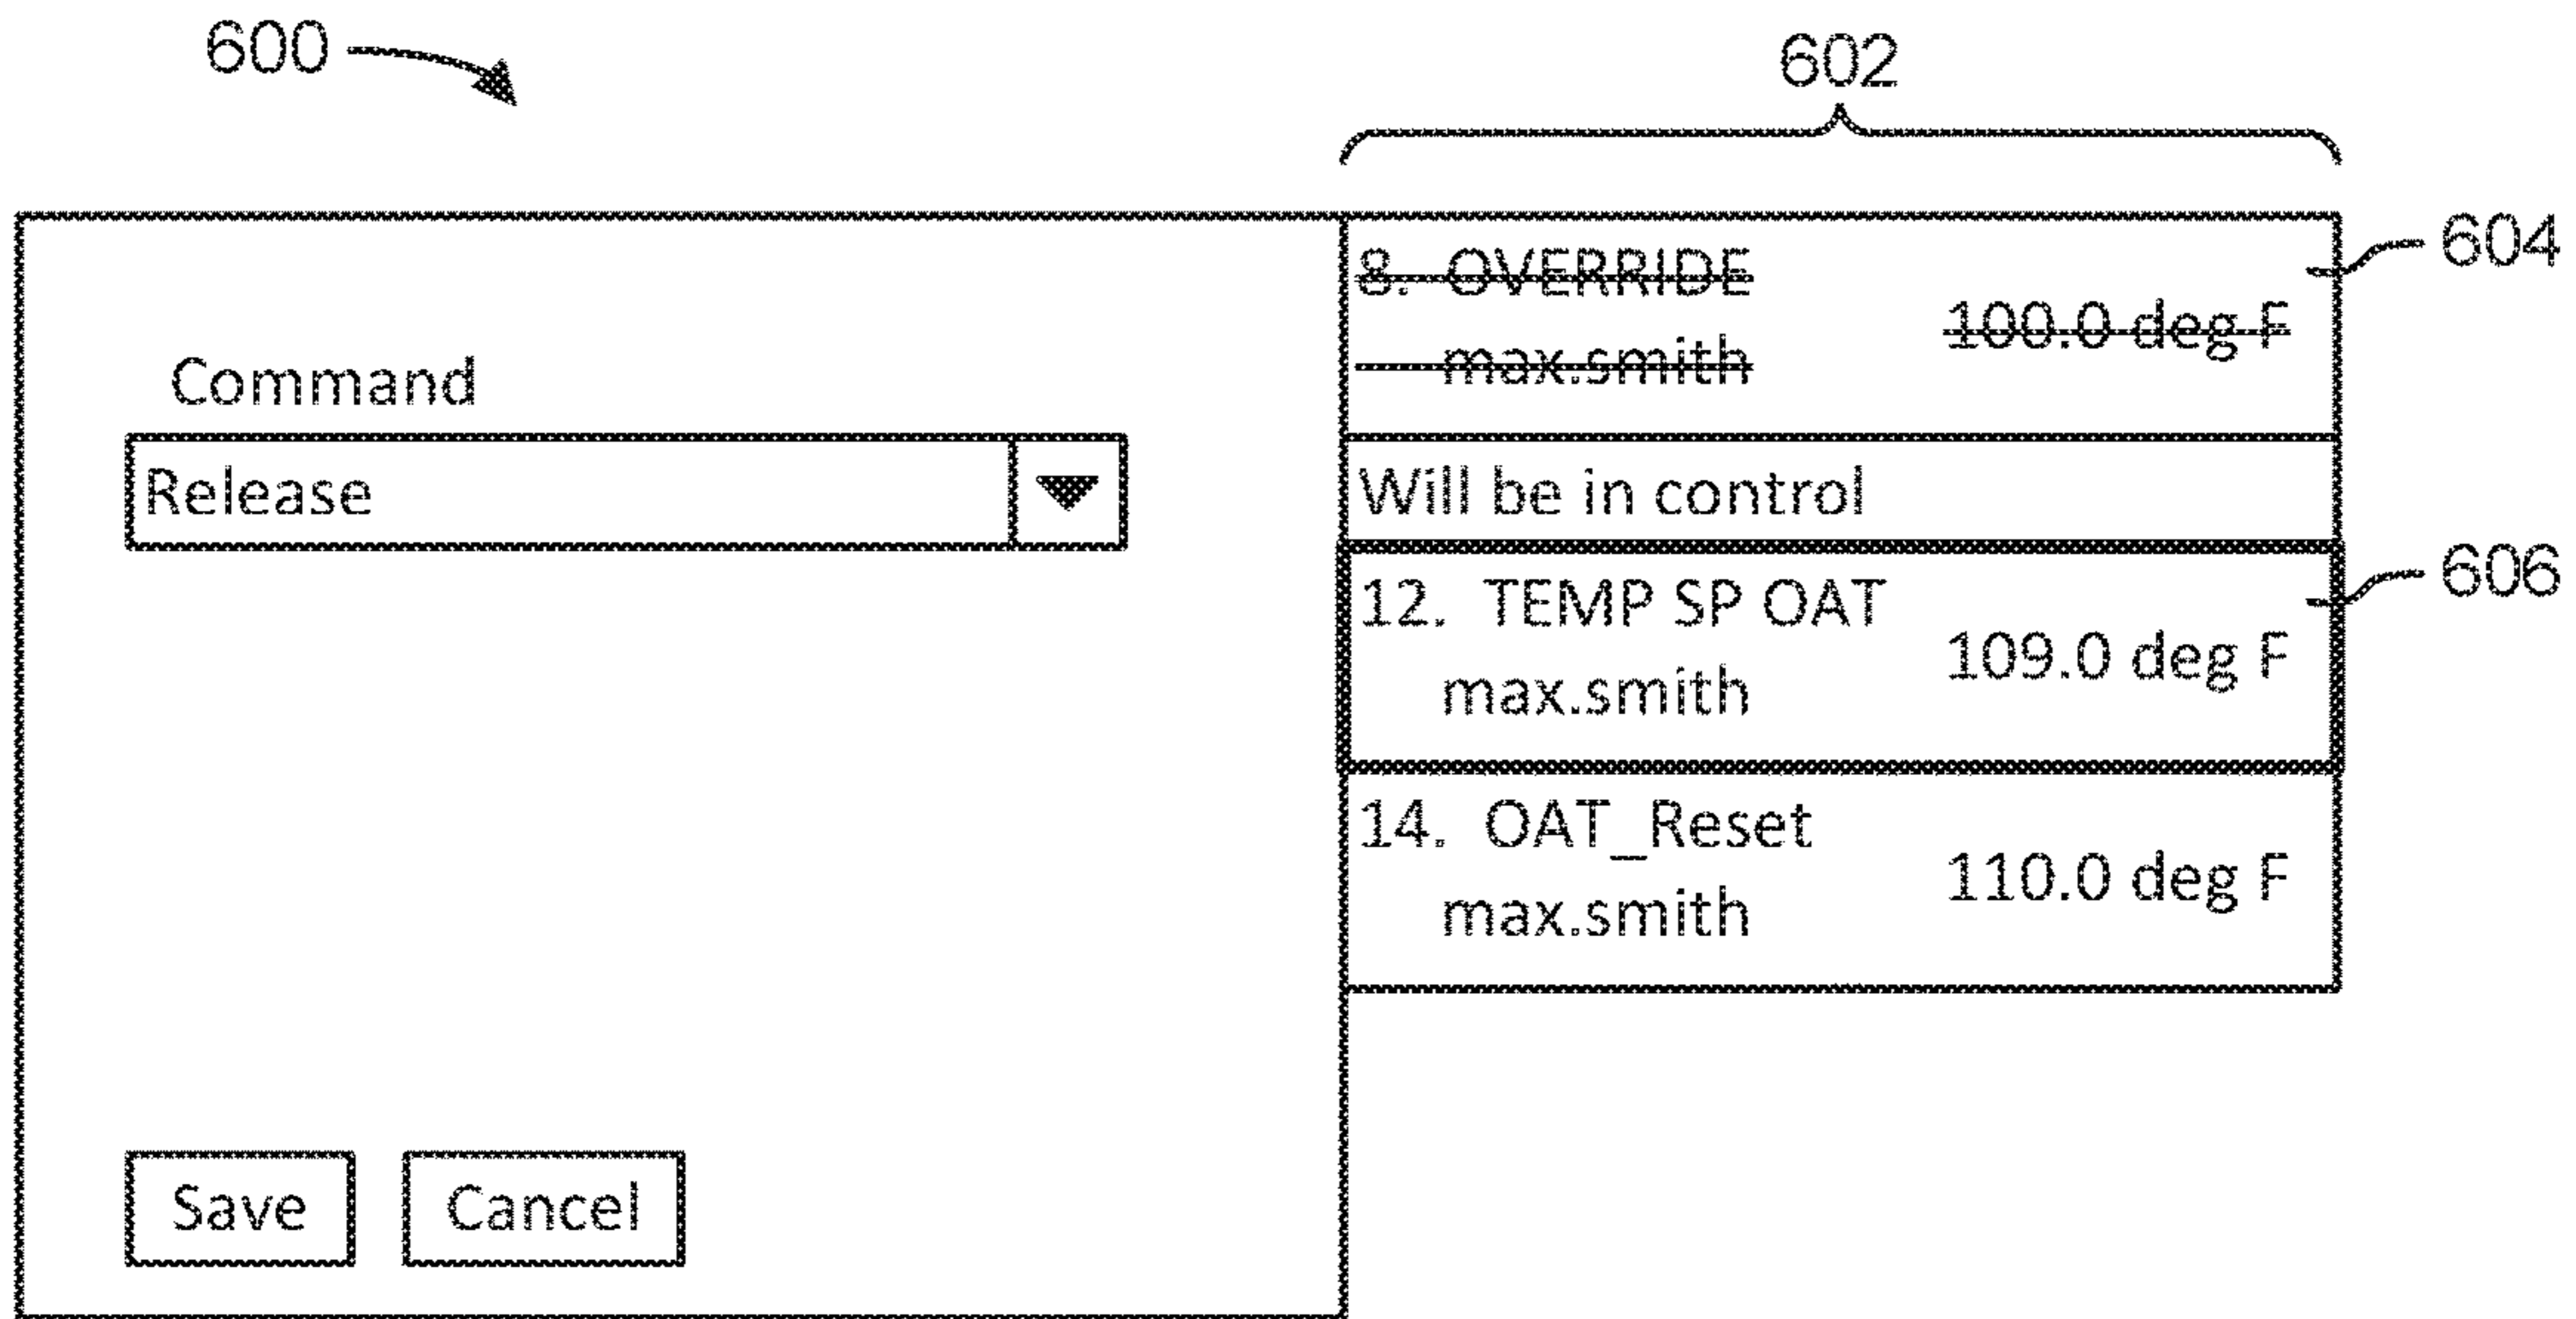 600
602
Command
Release
Save
Cancel
8. OVERRIDE
max.smith
100.0 deg F
604
Will be in control
12. TEMP SP OAT
max.smith
109.0 deg F
606
14. OAT_Reset
max.smith
110.0 deg F